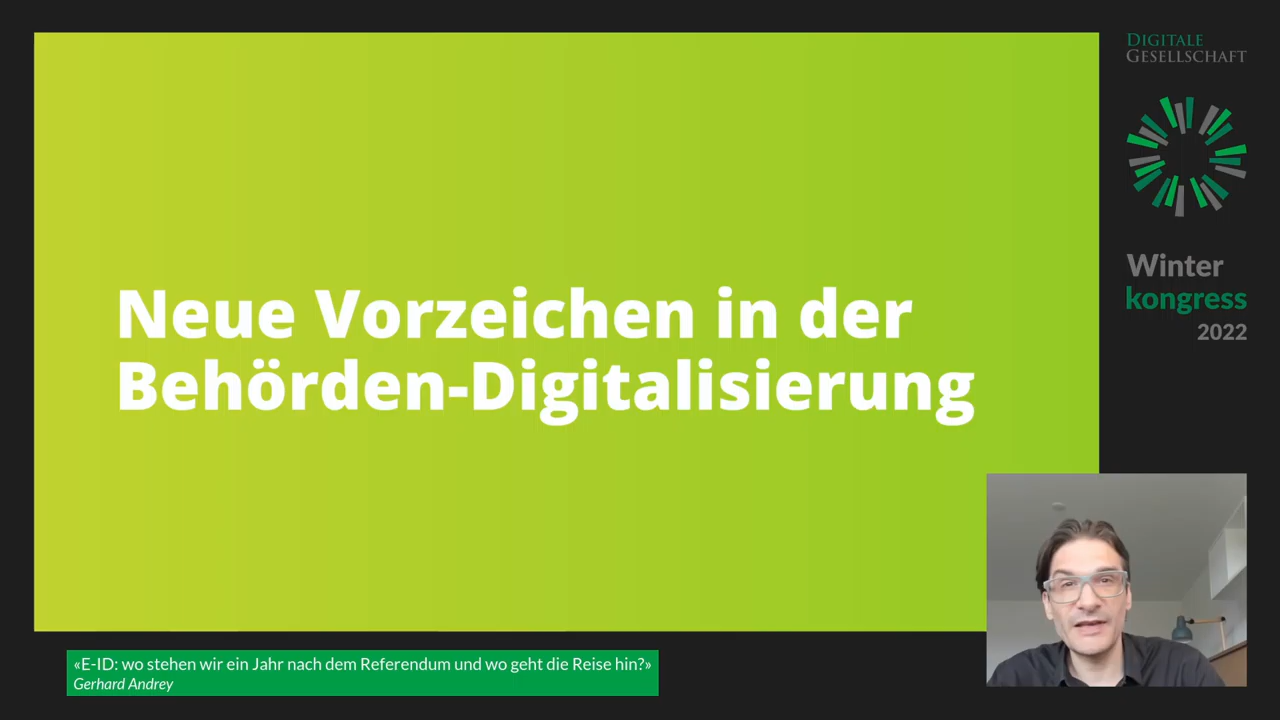 DIGITALE
GESELLSCHAFT
Neue Vorzeichen in der
Behörden-Digitalisierung
Winter
kongress
2022
«E-ID: wo stehen wir ein Jahr nach dem Referendum und wo geht die Reise hin?»
Gerhard Andrey